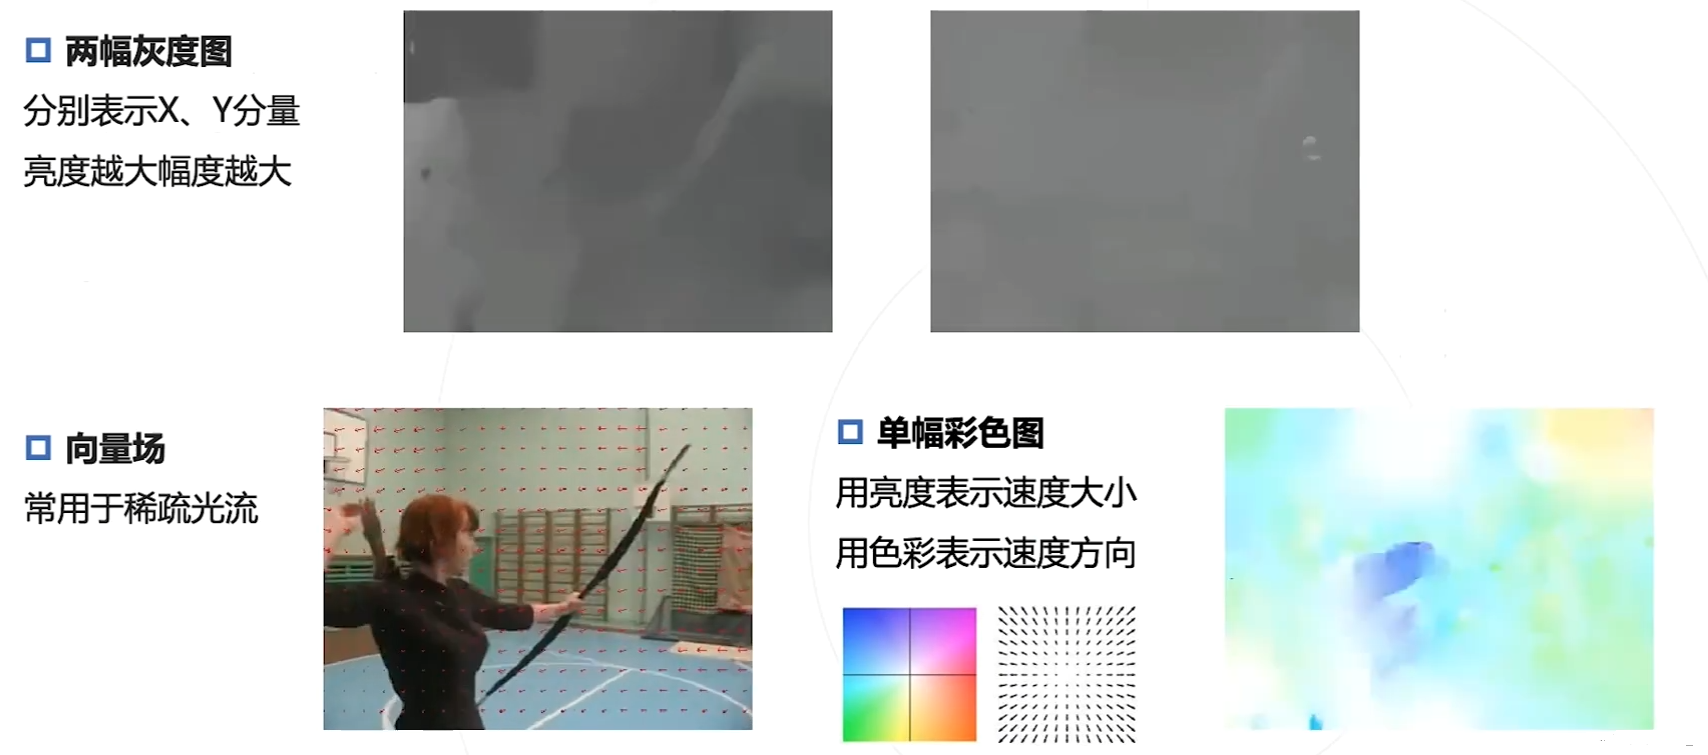 两幅灰度图
分别表示X、Y分量
亮度越大幅度越大
向量场
常用于稀疏光流
单幅彩色图
用亮度表示速度大小
用色彩表示速度方向